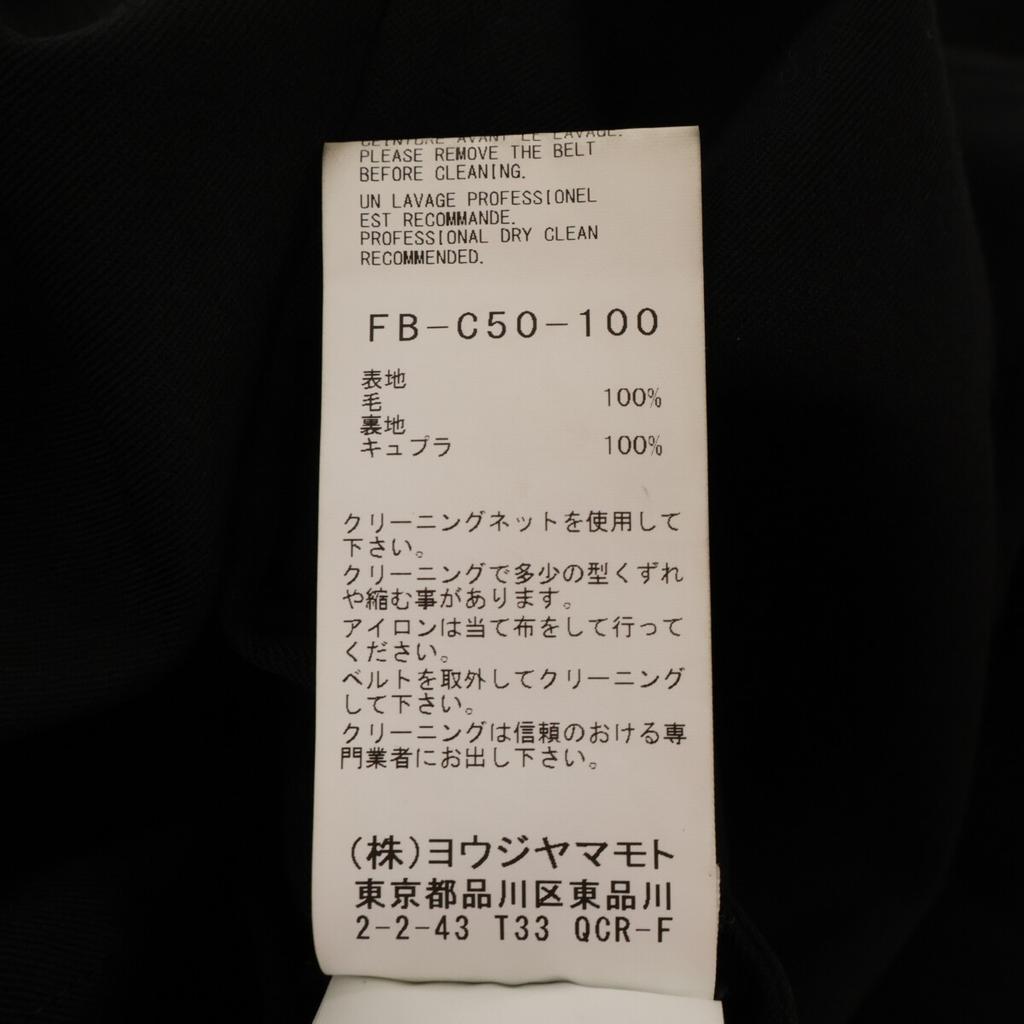 CEINTURE AVANT LE LAVAGE.
PLEASE REMOVE THE BELT
BEFORE CLEANING.
UN LAVAGE PROFESSIONEL
EST RECOMMANDE.
PROFESSIONAL DRY CLEAN
RECOMMENDED.
FB-C50-100
表地
毛 100%
裏地
キュプラ 100%
クリーニングネットを使用して
下さい。
クリーニングで多少の型くずれ
や縮む事があります。
アイロンは当て布をして行って
ください。
ベルトを取外してクリーニング
して下さい。
クリーニングは信頼のおける専
門業者にお出し下さい。
(株)ヨウジヤマモト
東京都品川区東品川
2-2-43 T33 QCR-F